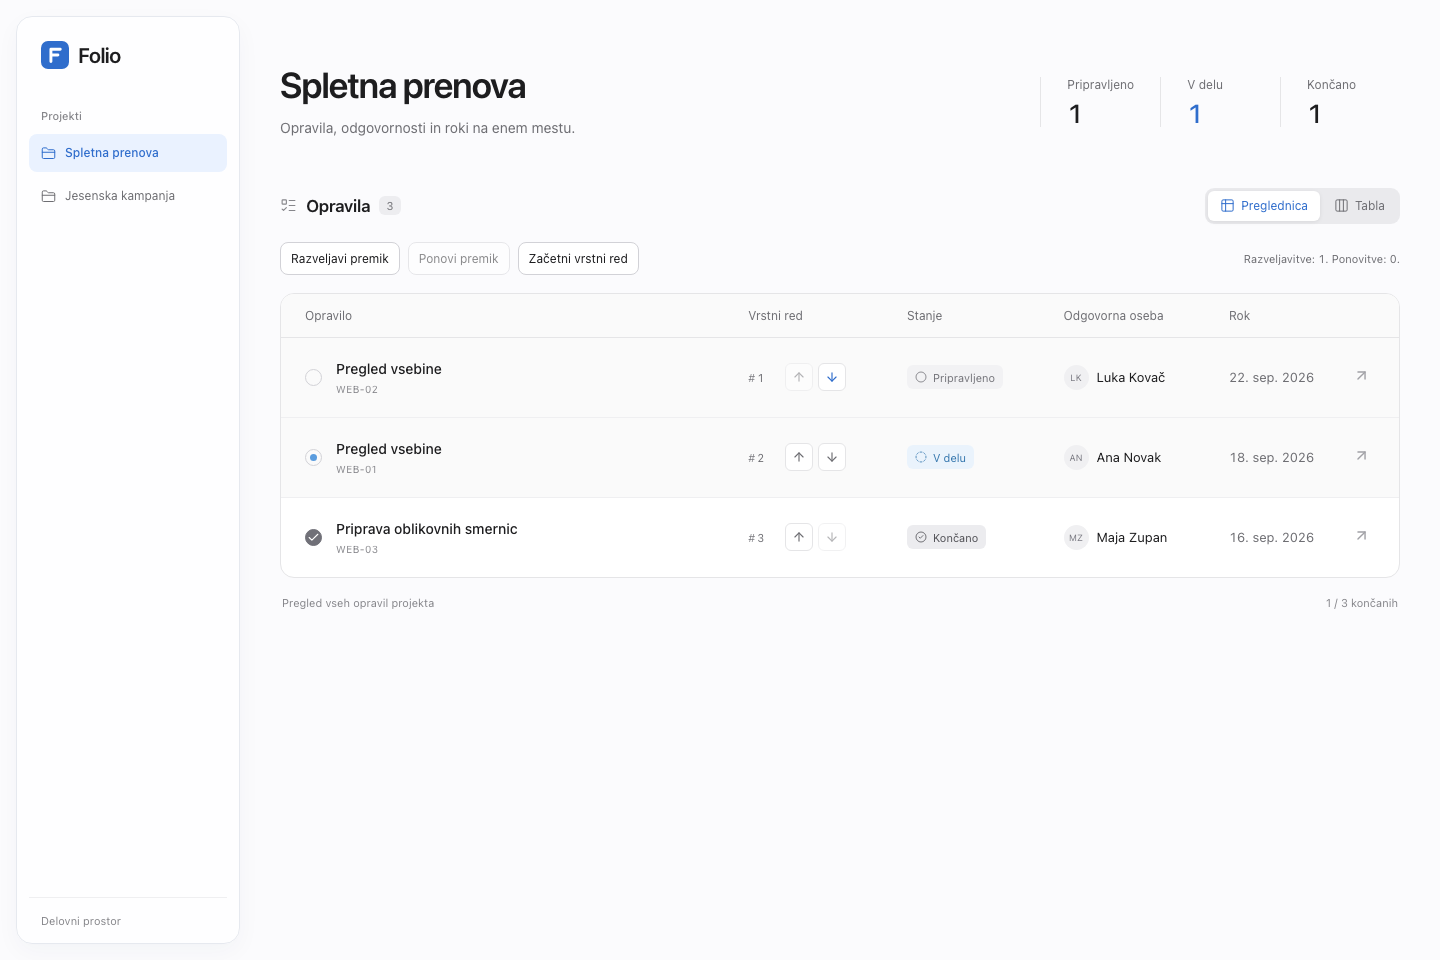 Folio
Projekti
Spletna prenova
Jesenska kampanja
Delovni prostor
Spletna prenova
Opravila, odgovornosti in roki na enem mestu.
Pripravljeno
1
V delu
1
Končano
1
Opravila 3
Preglednica Tabla
Razveljavi premik Ponovi premik Začetni vrstni red
Razveljavitve: 1. Ponovitve: 0.
Opravilo Vrstni red Stanje Odgovorna oseba Rok
Pregled vsebine
WEB-02
# 1 Pripravljeno LK Luka Kovač 22. sep. 2026
Pregled vsebine
WEB-01
# 2 V delu AN Ana Novak 18. sep. 2026
Priprava oblikovnih smernic
WEB-03
# 3 Končano MZ Maja Zupan 16. sep. 2026
Pregled vseh opravil projekta
1 / 3 končanih